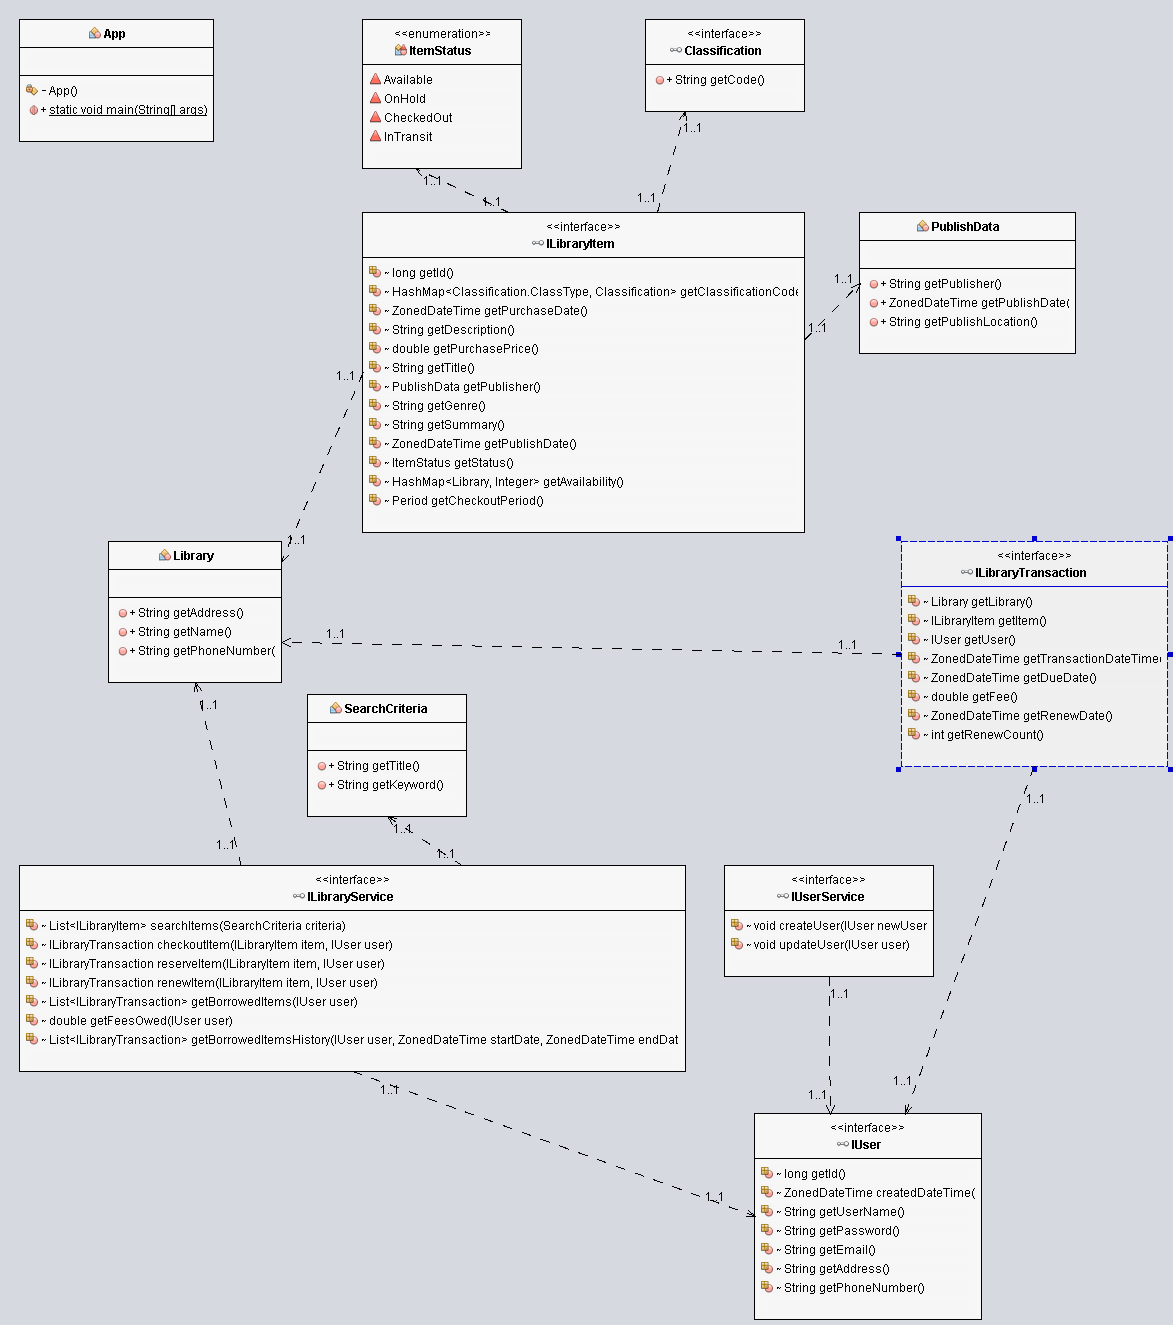 App
- App()
+ static void main(String[] args)
<<enumeration>>
ItemStatus
Available
OnHold
CheckedOut
InTransit
<<interface>>
Classification
+ String getCode()
1..1
1..1
1..1
1..1
<<interface>>
ILibraryItem
~ long getId()
~ HashMap<Classification.ClassType, Classification> getClassificationCode
~ ZonedDateTime getPurchaseDate()
~ String getDescription()
~ double getPurchasePrice()
~ String getTitle()
~ PublishData getPublisher()
~ String getGenre()
~ String getSummary()
~ ZonedDateTime getPublishDate()
~ ItemStatus getStatus()
~ HashMap<Library, Integer> getAvailability()
~ Period getCheckoutPeriod()
PublishData
+ String getPublisher()
+ ZonedDateTime getPublishDate(
+ String getPublishLocation()
1..1
1..1
1..1
1..1
Library
+ String getAddress()
+ String getName()
+ String getPhoneNumber(
1..1
1..1
<<interface>>
ILibraryTransaction
~ Library getLibrary()
~ ILibraryItem getItem()
~ IUser getUser()
~ ZonedDateTime getTransactionDateTime(
~ ZonedDateTime getDueDate()
~ double getFee()
~ ZonedDateTime getRenewDate()
~ int getRenewCount()
1..1
SearchCriteria
+ String getTitle()
+ String getKeyword()
1..1
1..1
1..1
1..1
<<interface>>
ILibraryService
~ List<ILibraryItem> searchItems(SearchCriteria criteria)
~ ILibraryTransaction checkoutItem(ILibraryItem item, IUser user)
~ ILibraryTransaction reserveItem(ILibraryItem item, IUser user)
~ ILibraryTransaction renewItem(ILibraryItem item, IUser user)
~ List<ILibraryTransaction> getBorrowedItems(IUser user)
~ double getFeesOwed(IUser user)
~ List<ILibraryTransaction> getBorrowedItemsHistory(IUser user, ZonedDateTime startDate, ZonedDateTime endDat
<<interface>>
IUserService
~ void createUser(IUser newUser
~ void updateUser(IUser user)
1..1
1..1
1..1
1..1
1..1
<<interface>>
IUser
~ long getId()
~ ZonedDateTime createdDateTime(
~ String getUserName()
~ String getPassword()
~ String getEmail()
~ String getAddress()
~ String getPhoneNumber()